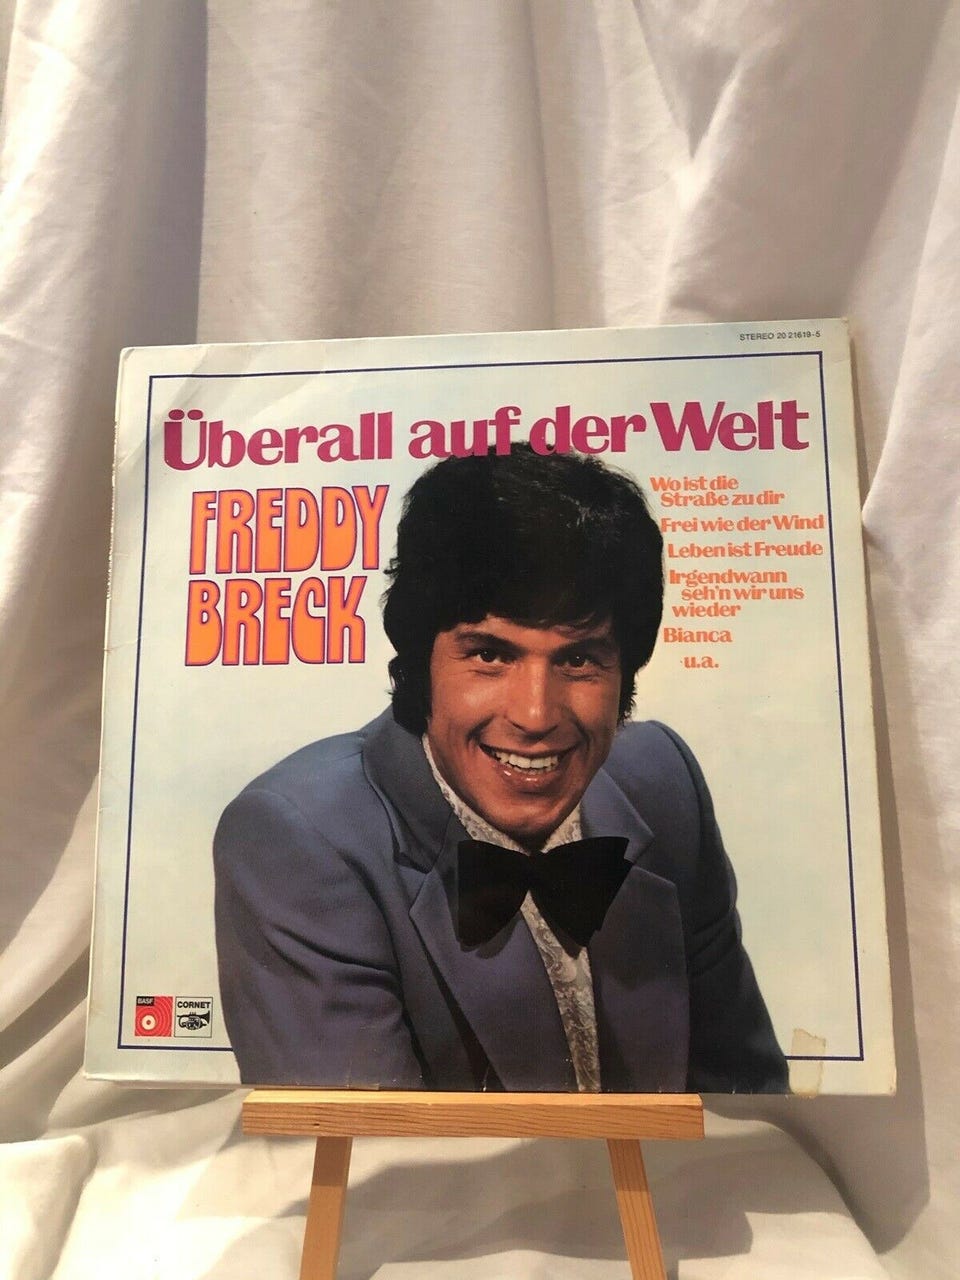 STEREO 20 21619-5
Überall auf der Welt
FREDDY
BRECK
Wo ist die
Straße zu dir
Frei wie der Wind
Leben ist Freude
Irgendwann
seh'n wir uns
wieder
Bianca
u.a.
BASF
CORNET